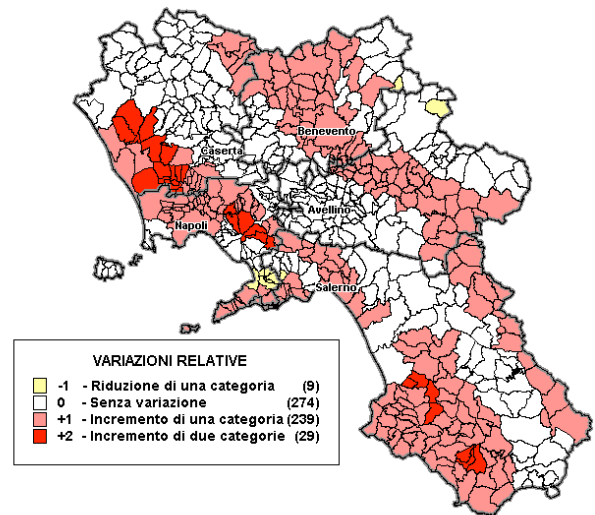 Benevento
Caserta
Avellino
Napoli
Salerno
VARIAZIONI RELATIVE
-1 - Riduzione di una categoria (9)
0 - Senza variazione (274)
+1 - Incremento di una categoria (239)
+2 - Incremento di due categorie (29)